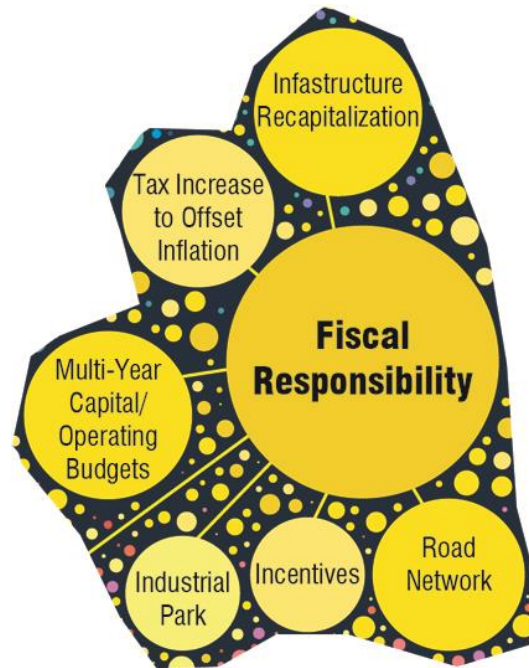 Infastructure
Recapitalization
Tax Increase
to Offset
Inflation
Fiscal
Responsibility
Multi-Year
Capital/
Operating
Budgets
Industrial
Park
Incentives
Road
Network